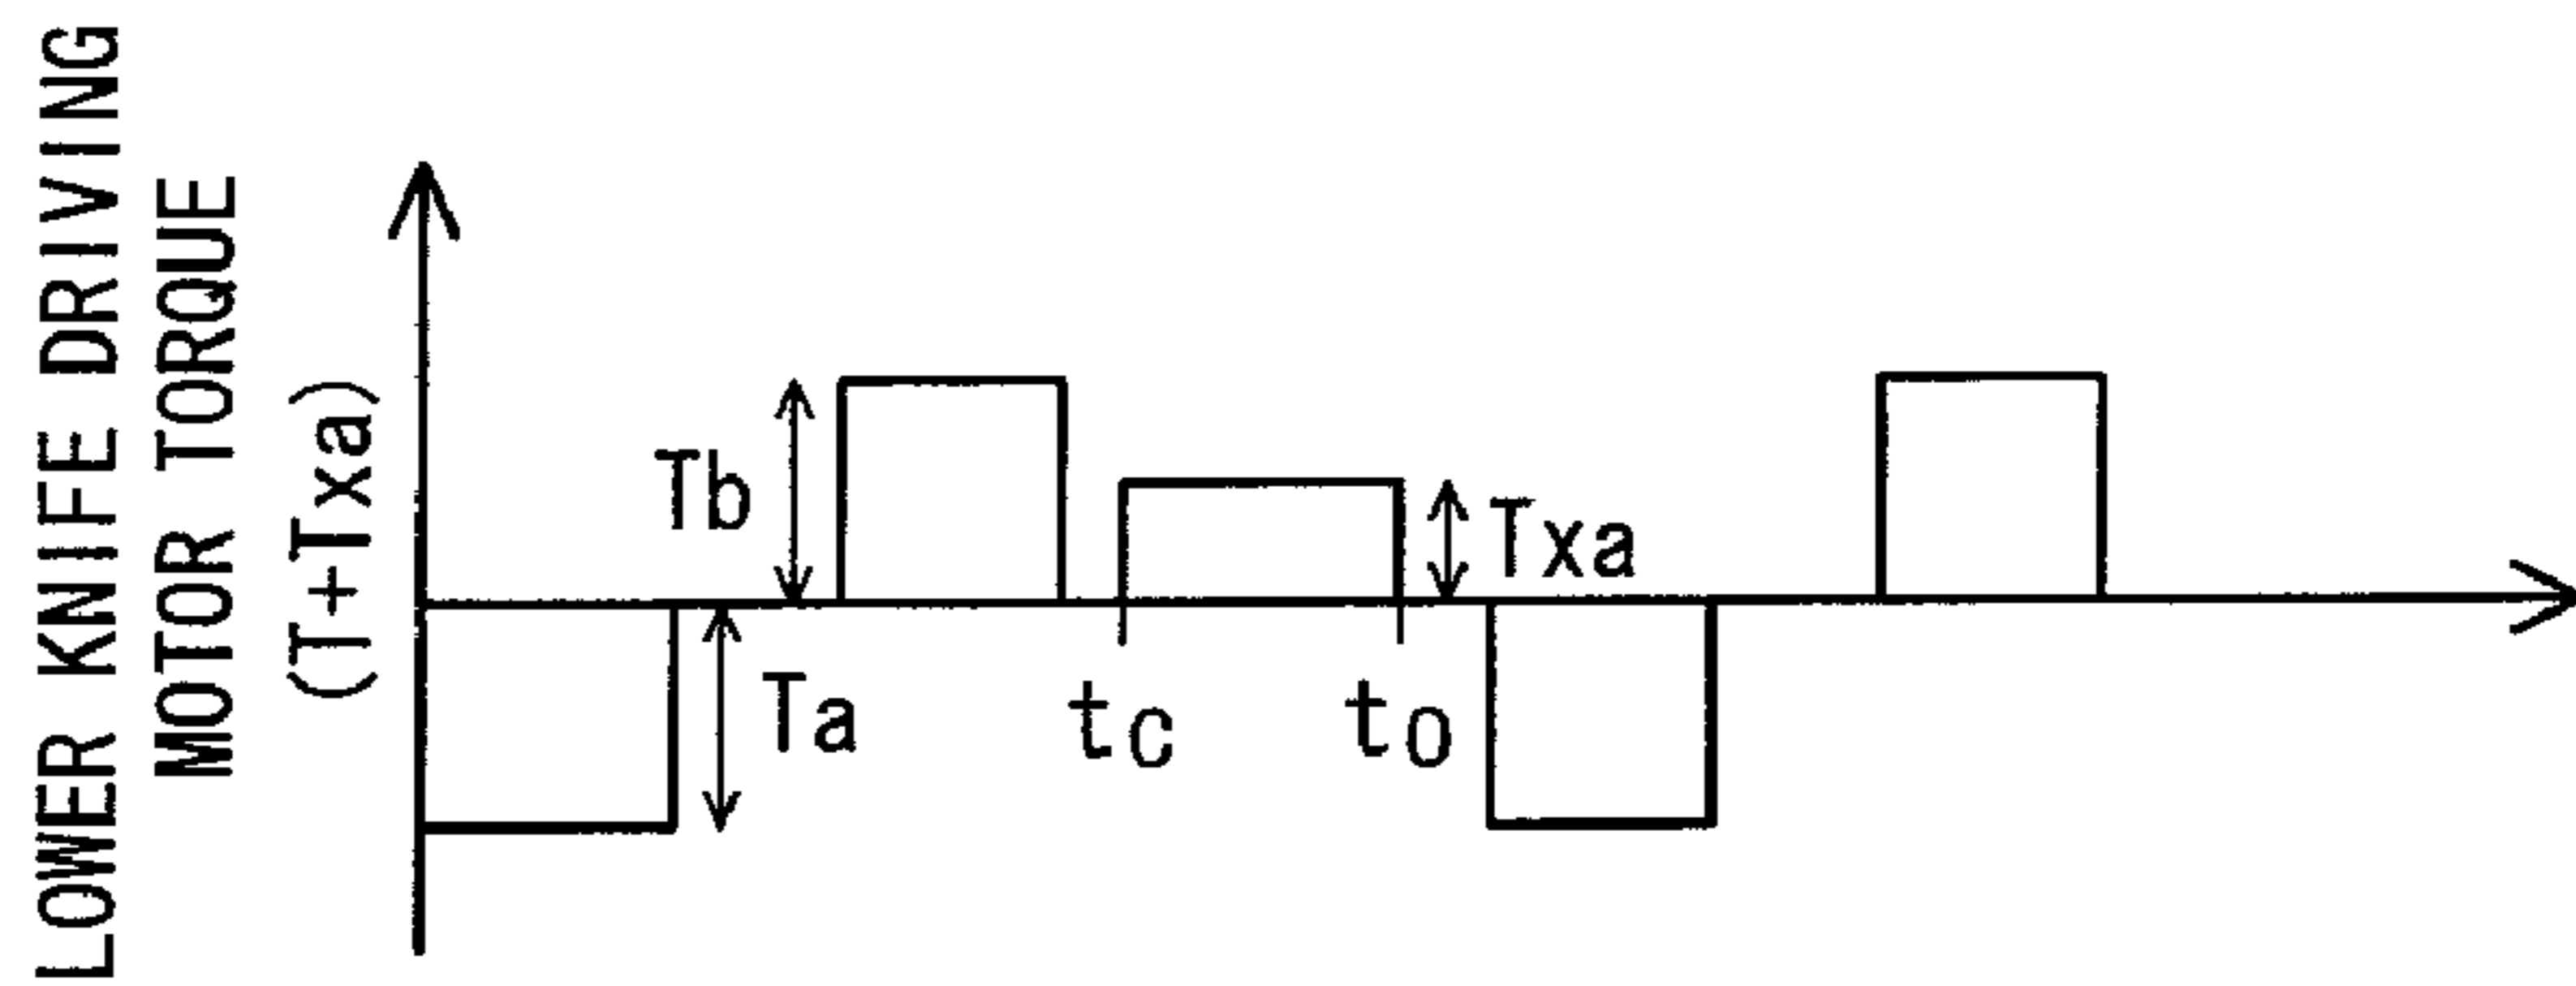 LOWER KNIFE DRIVING
MOTOR TORQUE
(T+Txa)
Tb
Txa
Ta
tc
to